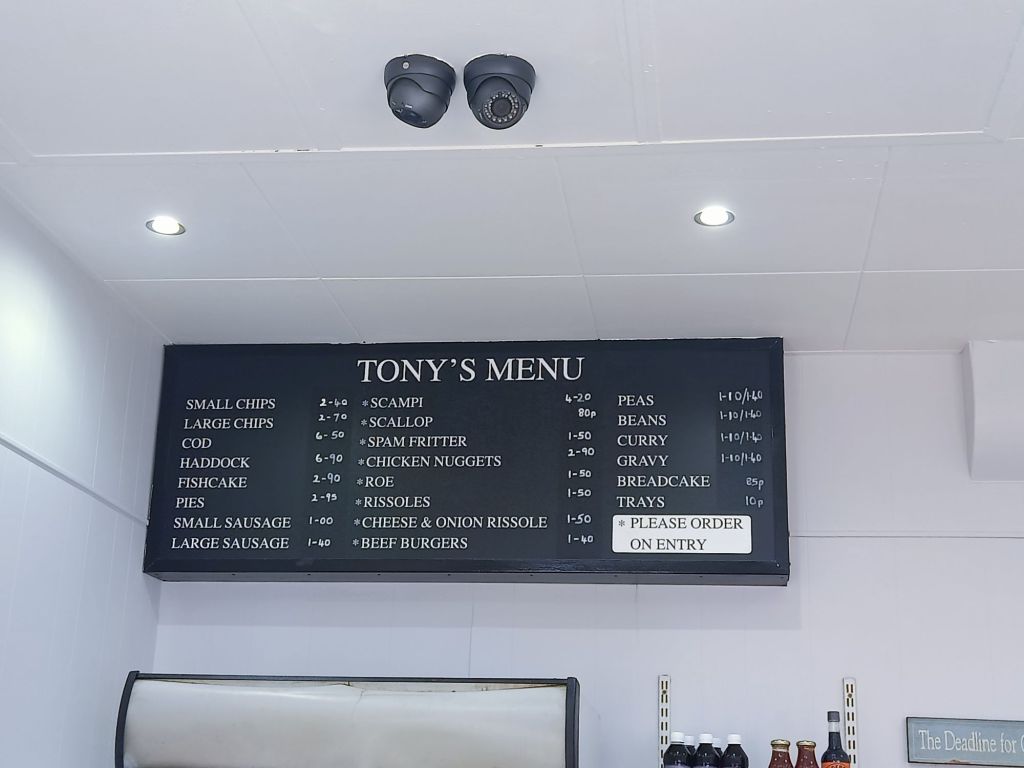 TONY'S MENU
SMALL CHIPS 2-40
LARGE CHIPS 2-70
COD 6-50
HADDOCK 6-90
FISHCAKE 2-90
PIES 2-95
SMALL SAUSAGE 1-00
LARGE SAUSAGE 1-40
*SCAMPI 4-20
*SCALLOP 80p
*SPAM FRITTER 1-50
*CHICKEN NUGGETS 2-90
*ROE 1-50
*RISSOLES 1-50
*CHEESE & ONION RISSOLE 1-50
*BEEF BURGERS 1-40
PEAS 1-10/1-60
BEANS 1-10/1-60
CURRY 1-10/1-60
GRAVY 1-10/1-60
BREADCAKE 85p
TRAYS 10p
* PLEASE ORDER
ON ENTRY
The Deadline for